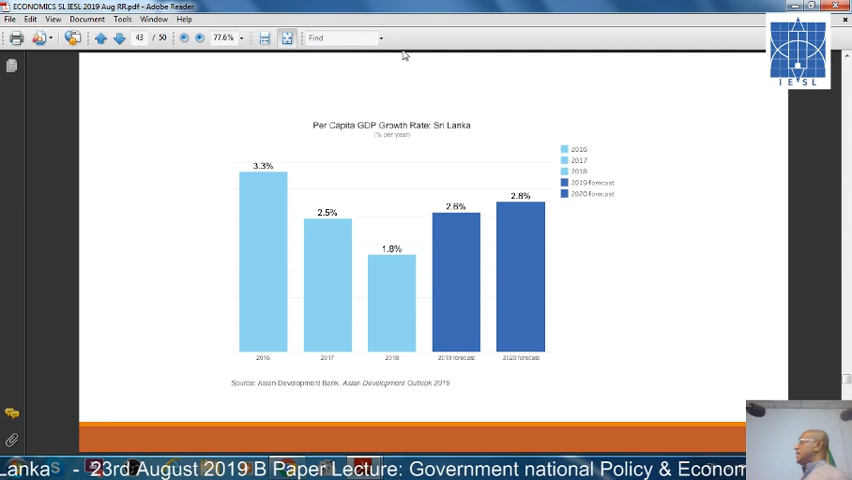 ECONOMICS SL IESL 2019 Aug RR.pdf - Adobe Reader
File Edit View Document Tools Window Help
43 / 50 77.6% Find
IESL
Per Capita GDP Growth Rate: Sri Lanka
(% per year)
2016
2017
2018
2019 forecast
2020 forecast
3.3%
2.5%
1.8%
2.6%
2.8%
2016 2017 2018 2019 forecast 2020 forecast
Source: Asian Development Bank. Asian Development Outlook 2019
Lanka - 23rd August 2019 B Paper Lecture: Government national Policy & Econom